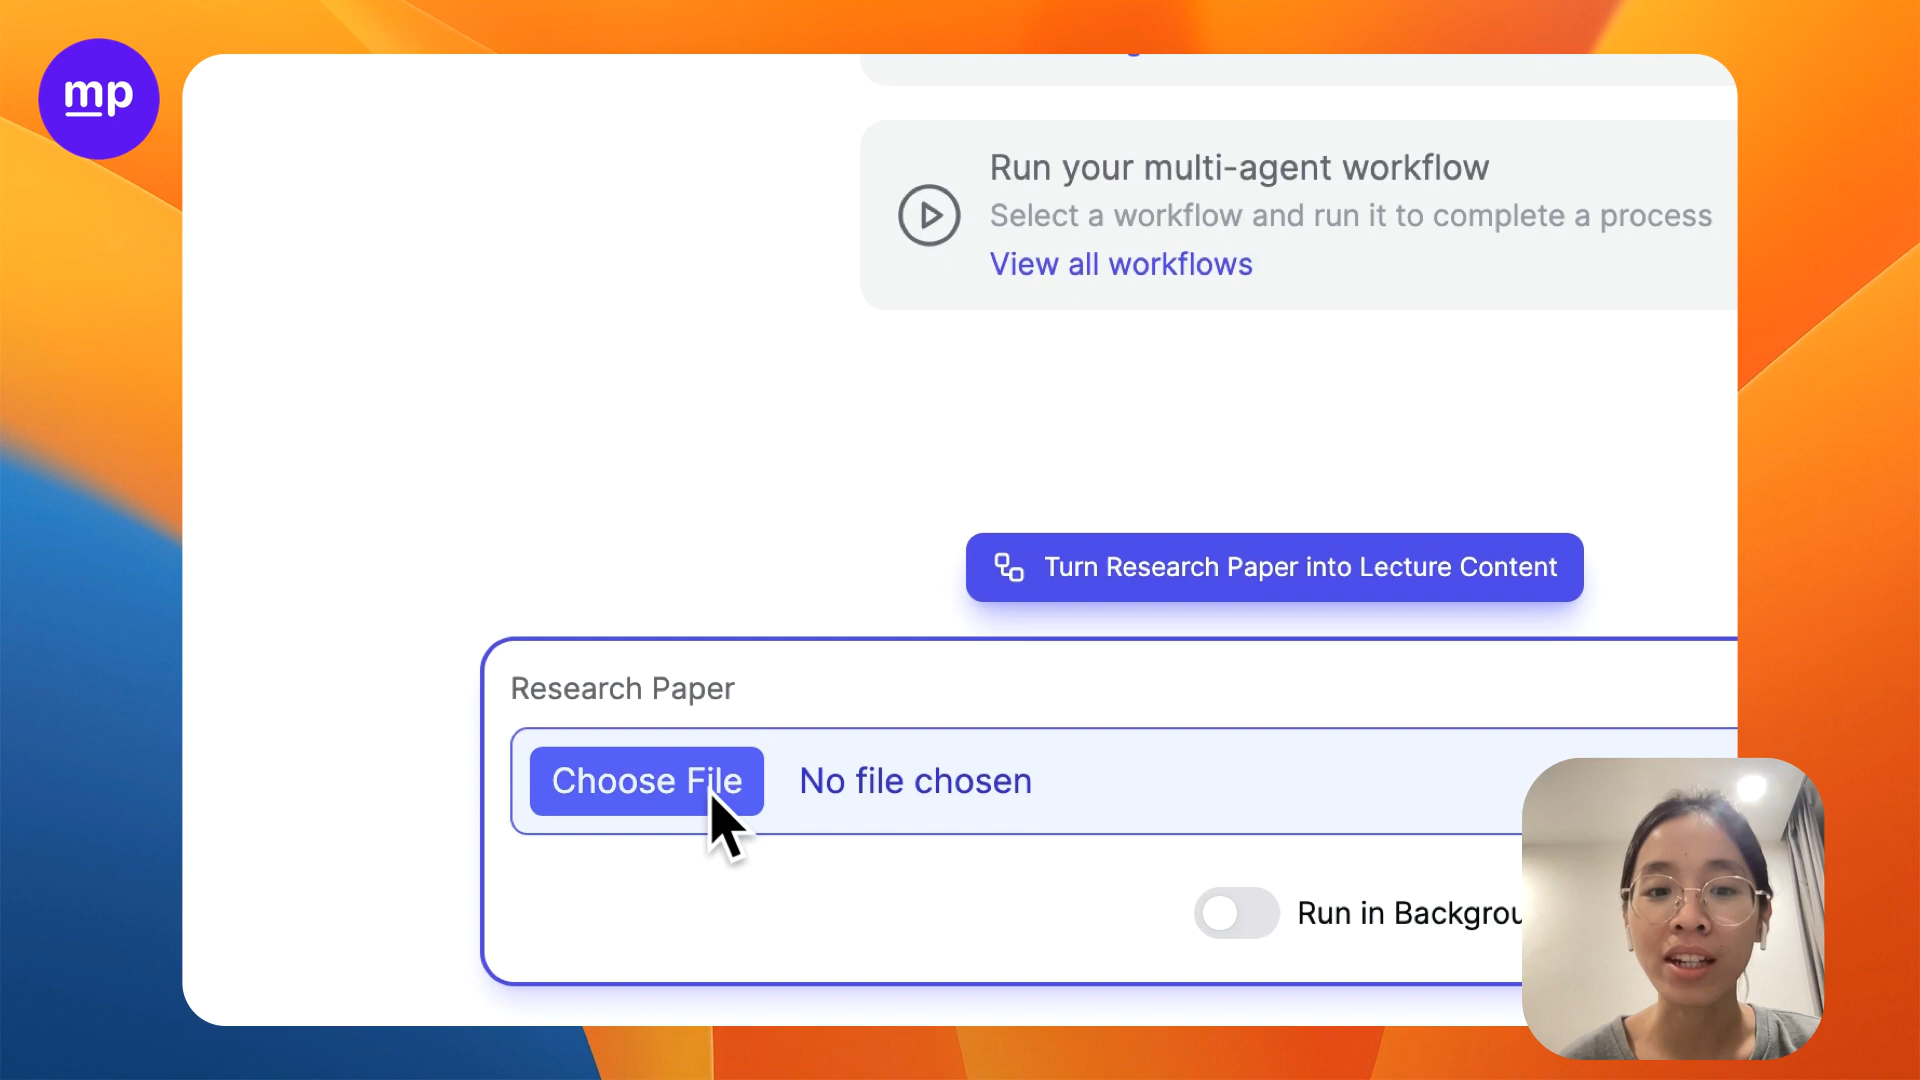 mp
Run your multi-agent workflow
Select a workflow and run it to complete a process
View all workflows
Turn Research Paper into Lecture Content
Research Paper
Choose File
No file chosen
Run in Backgrou